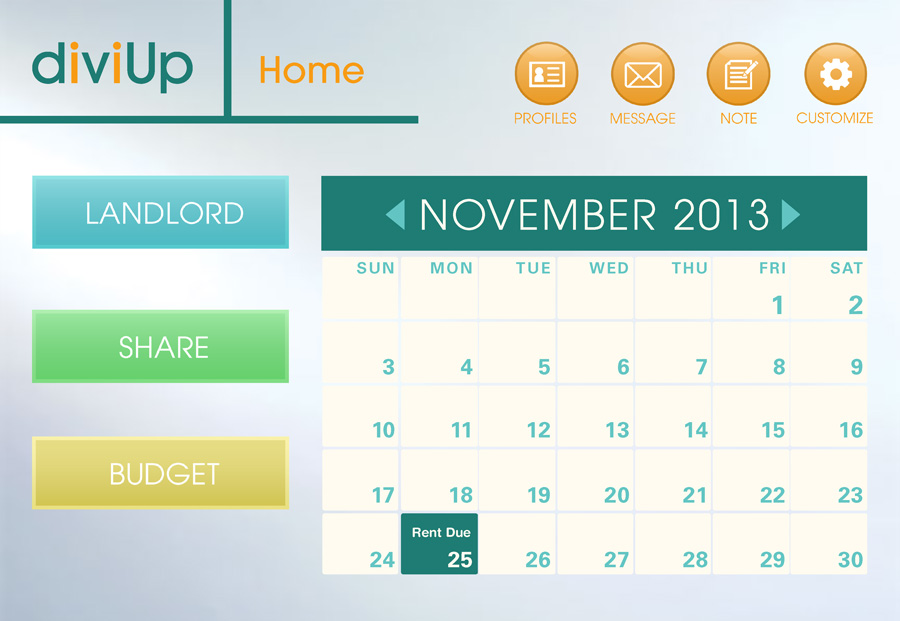 diviUp
Home
PROFILES MESSAGE NOTE CUSTOMIZE
LANDLORD
SHARE
BUDGET
NOVEMBER 2013
SUN MON TUE WED THU FRI SAT
1 2
3 4 5 6 7 8 9
10 11 12 13 14 15 16
17 18 19 20 21 22 23
Rent Due
24 25 26 27 28 29 30